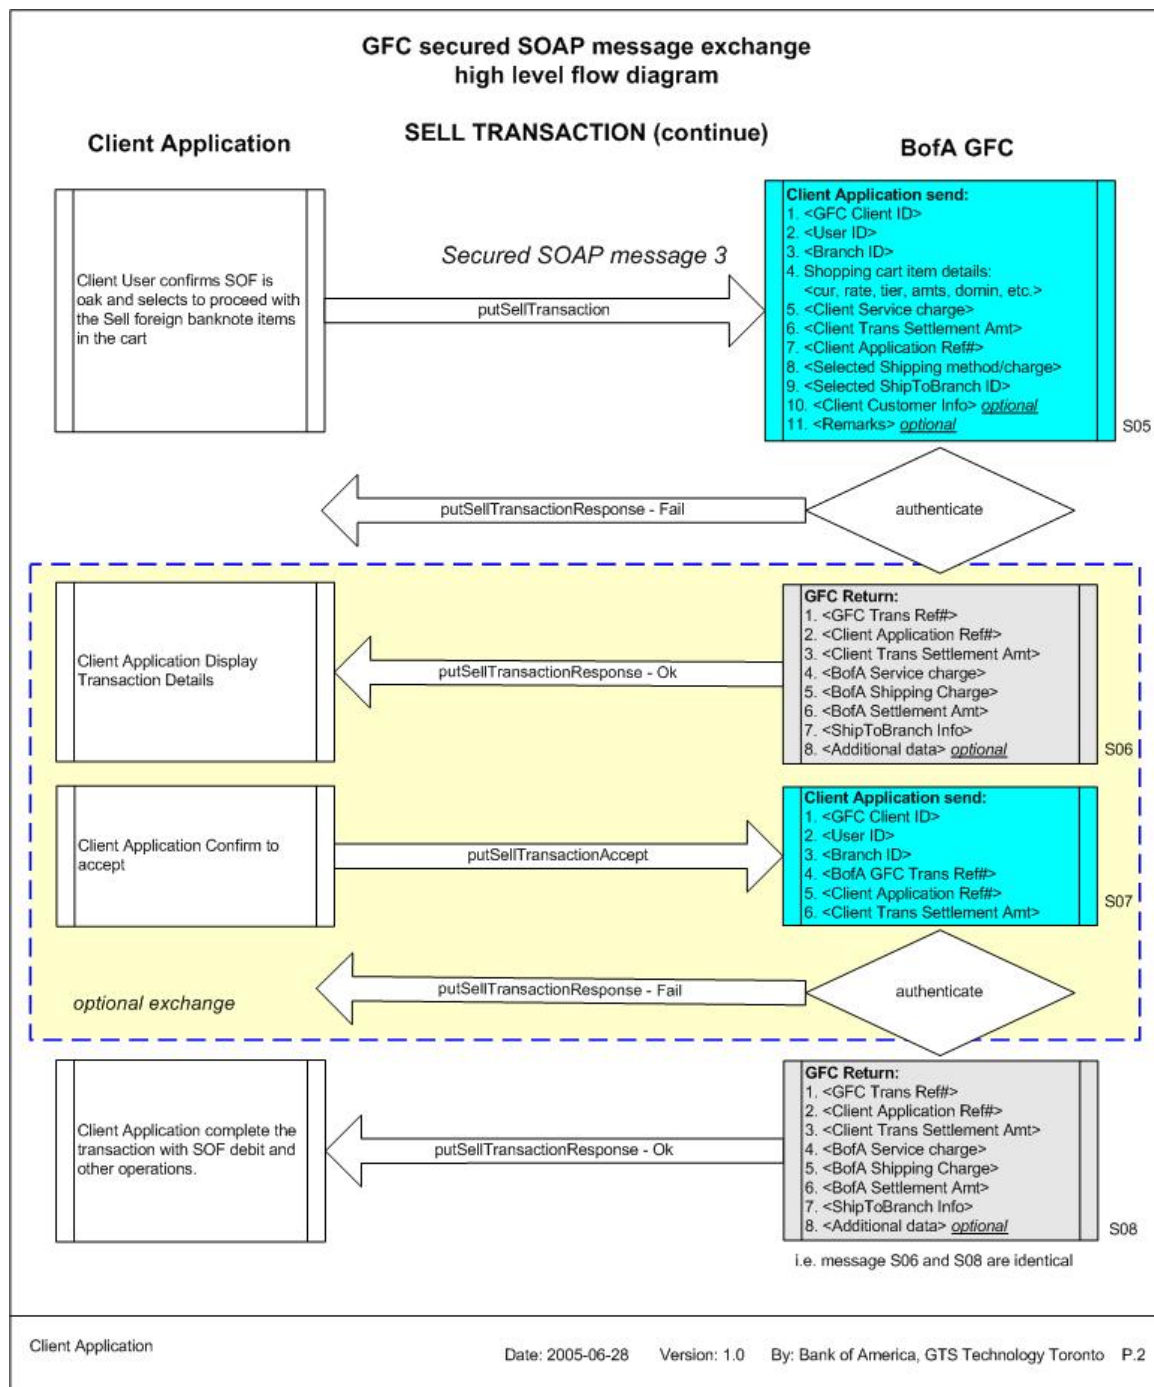 GFC secured SOAP message exchange
high level flow diagram
SELL TRANSACTION (continue)
Client Application
BofA GFC
Client User confirms SOF is
oak and selects to proceed with
the Sell foreign banknote items
in the cart
Secured SOAP message 3
putSellTransaction
Client Application send:
1. <GFC Client ID>
2. <User ID>
3. <Branch ID>
4. Shopping cart item details:
<cur, rate, tier, amts, domin, etc.>
5. <Client Service charge>
6. <Client Trans Settlement Amt>
7. <Client Application Ref#>
8. <Selected Shipping method/charge>
9. <Selected ShipToBranch ID>
10. <Client Customer Info> optional
11. <Remarks> optional
S05
putSellTransactionResponse - Fail
authenticate
Client Application Display
Transaction Details
putSellTransactionResponse - Ok
GFC Return:
1. <GFC Trans Ref#>
2. <Client Application Ref#>
3. <Client Trans Settlement Amt>
4. <BofA Service charge>
5. <BofA Shipping Charge>
6. <BofA Settlement Amt>
7. <ShipToBranch Info>
8. <Additional data> optional
S06
Client Application Confirm to
accept
putSellTransactionAccept
Client Application send:
1. <GFC Client ID>
2. <User ID>
3. <Branch ID>
4. <BofA GFC Trans Ref#>
5. <Client Application Ref#>
6. <Client Trans Settlement Amt>
S07
optional exchange
putSellTransactionResponse - Fail
authenticate
Client Application complete the
transaction with SOF debit and
other operations.
putSellTransactionResponse - Ok
GFC Return:
1. <GFC Trans Ref#>
2. <Client Application Ref#>
3. <Client Trans Settlement Amt>
4. <BofA Service charge>
5. <BofA Shipping Charge>
6. <BofA Settlement Amt>
7. <ShipToBranch Info>
8. <Additional data> optional
S08
i.e. message S06 and S08 are identical
Client Application
Date: 2005-06-28 Version: 1.0 By: Bank of America, GTS Technology Toronto P.2